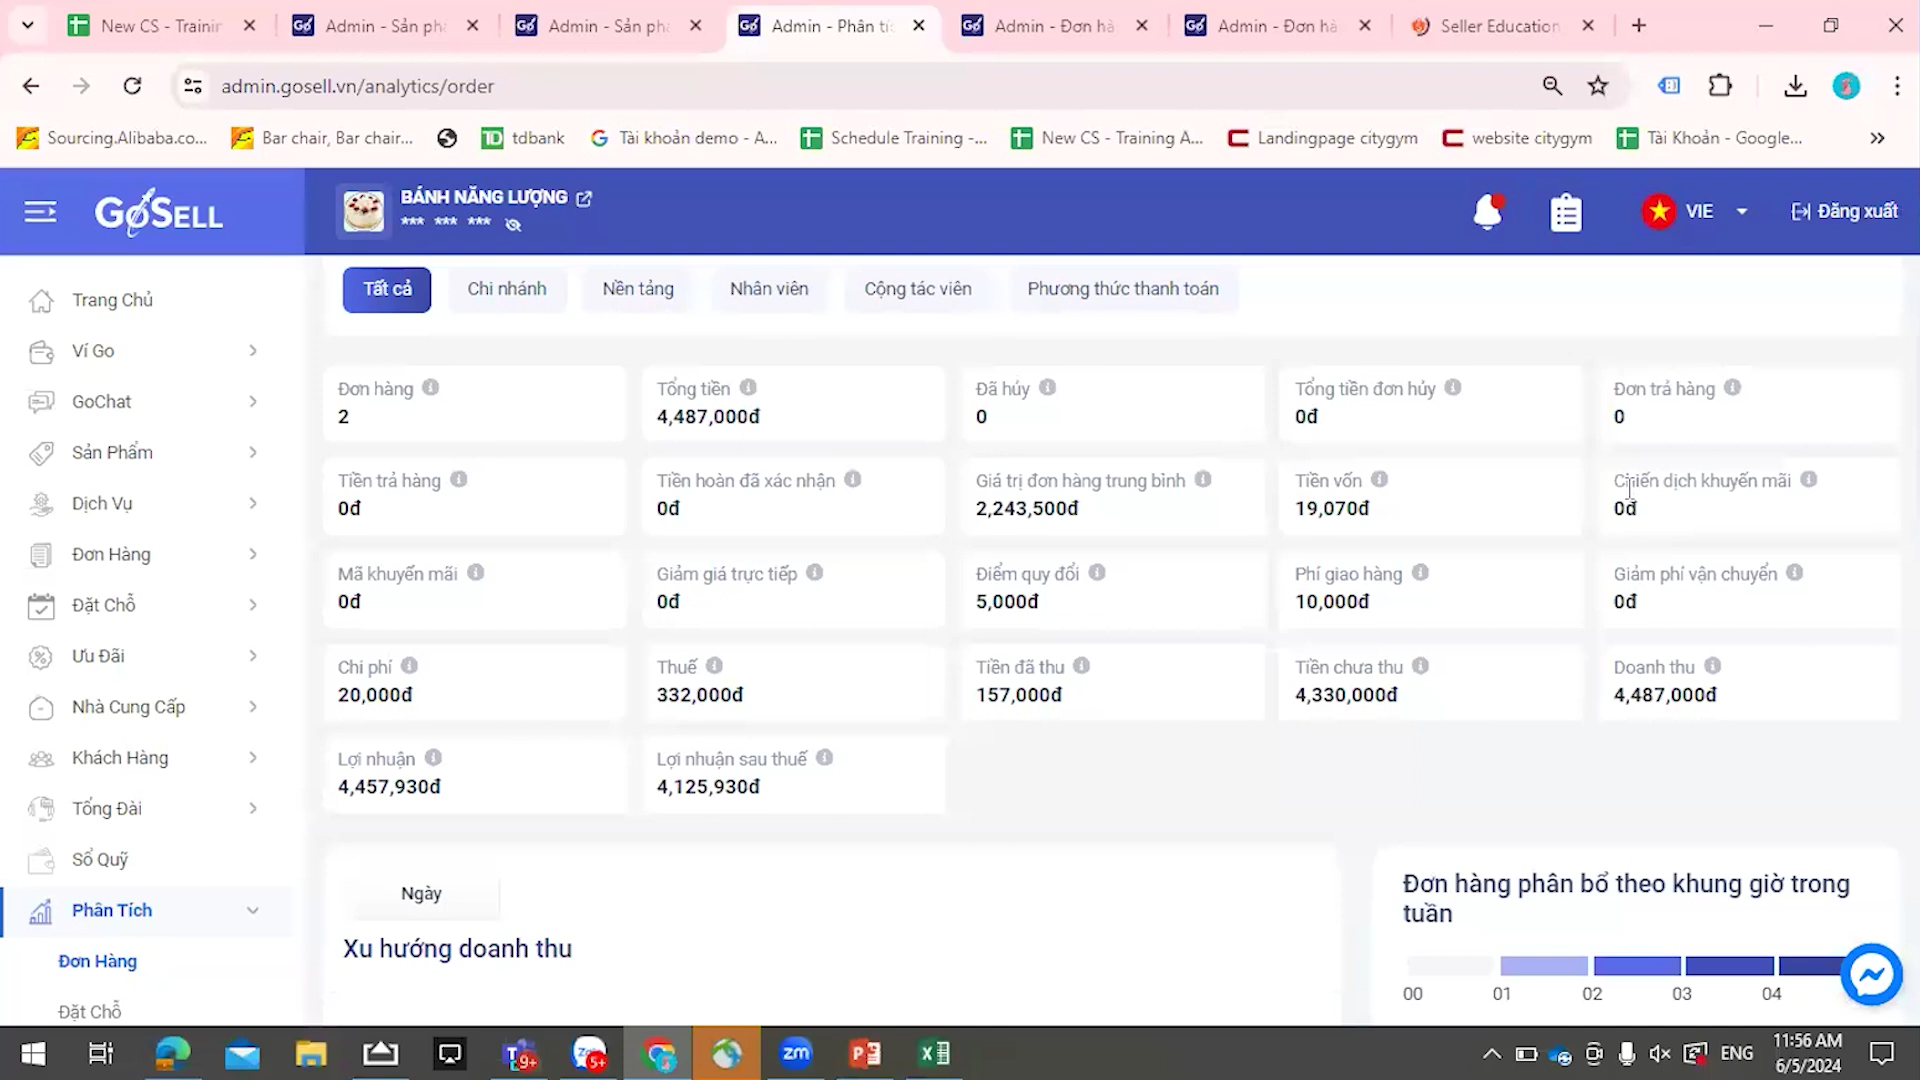 New CS - Trainin
Admin - Sản phẩ
Admin - Sản phẩ
Admin - Phân tíc
Admin - Đơn hà
Admin - Đơn hà
Seller Education
admin.gosell.vn/analytics/order
Sourcing.Alibaba.co...
Bar chair, Bar chair...
tdbank
Tài khoản demo - A...
Schedule Training -...
New CS - Training A...
Landingpage citygym
website citygym
Tài Khoản - Google...
GOSELL
BÁNH NĂNG LƯỢNG
*** *** ***
VIE
Đăng xuất
Trang Chủ
Ví Go
GoChat
Sản Phẩm
Dịch Vụ
Đơn Hàng
Đặt Chỗ
Ưu Đãi
Nhà Cung Cấp
Khách Hàng
Tổng Đài
Sổ Quỹ
Phân Tích
Đơn Hàng
Đặt Chỗ
Tất cả
Chi nhánh
Nền tảng
Nhân viên
Cộng tác viên
Phương thức thanh toán
Đơn hàng
2
Tổng tiền
4,487,000đ
Đã hủy
0
Tổng tiền đơn hủy
0đ
Đơn trả hàng
0
Tiền trả hàng
0đ
Tiền hoàn đã xác nhận
0đ
Giá trị đơn hàng trung bình
2,243,500đ
Tiền vốn
19,070đ
Chiến dịch khuyến mãi
0đ
Mã khuyến mãi
0đ
Giảm giá trực tiếp
0đ
Điểm quy đổi
5,000đ
Phí giao hàng
10,000đ
Giảm phí vận chuyển
0đ
Chi phí
20,000đ
Thuế
332,000đ
Tiền đã thu
157,000đ
Tiền chưa thu
4,330,000đ
Doanh thu
4,487,000đ
Lợi nhuận
4,457,930đ
Lợi nhuận sau thuế
4,125,930đ
Ngày
Xu hướng doanh thu
Đơn hàng phân bổ theo khung giờ trong
tuần
00
01
02
03
04
9+
5+
zm
ENG
11:56 AM
6/5/2024